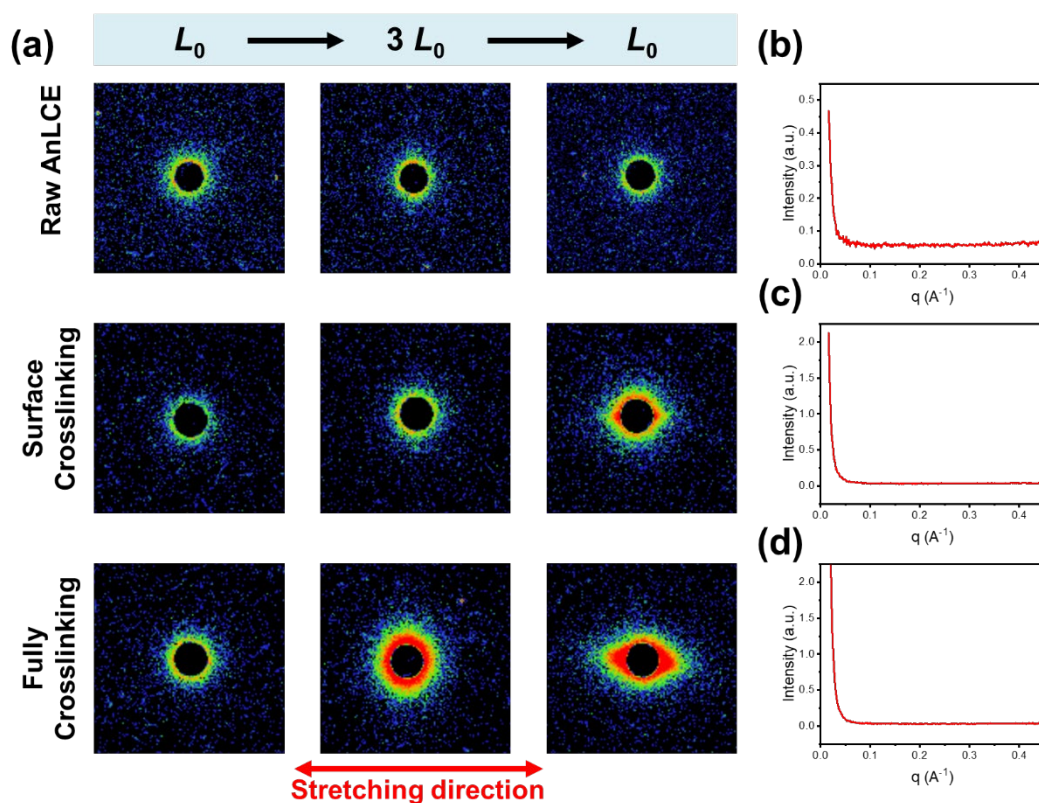 (a)
L₀ → 3 L₀ → L₀
Raw AnLCE
Surface
Crosslinking
Fully
Crosslinking
Stretching direction
(b)
0.5
0.4
0.3
0.2
0.1
0.0
Intensity (a.u.)
0.0 0.1 0.2 0.3 0.4
q (A⁻¹)
(c)
2.0
1.5
1.0
0.5
0.0
Intensity (a.u.)
0.0 0.1 0.2 0.3 0.4
q (A⁻¹)
(d)
2.0
1.5
1.0
0.5
0.0
Intensity (a.u.)
0.0 0.1 0.2 0.3 0.4
q (A⁻¹)